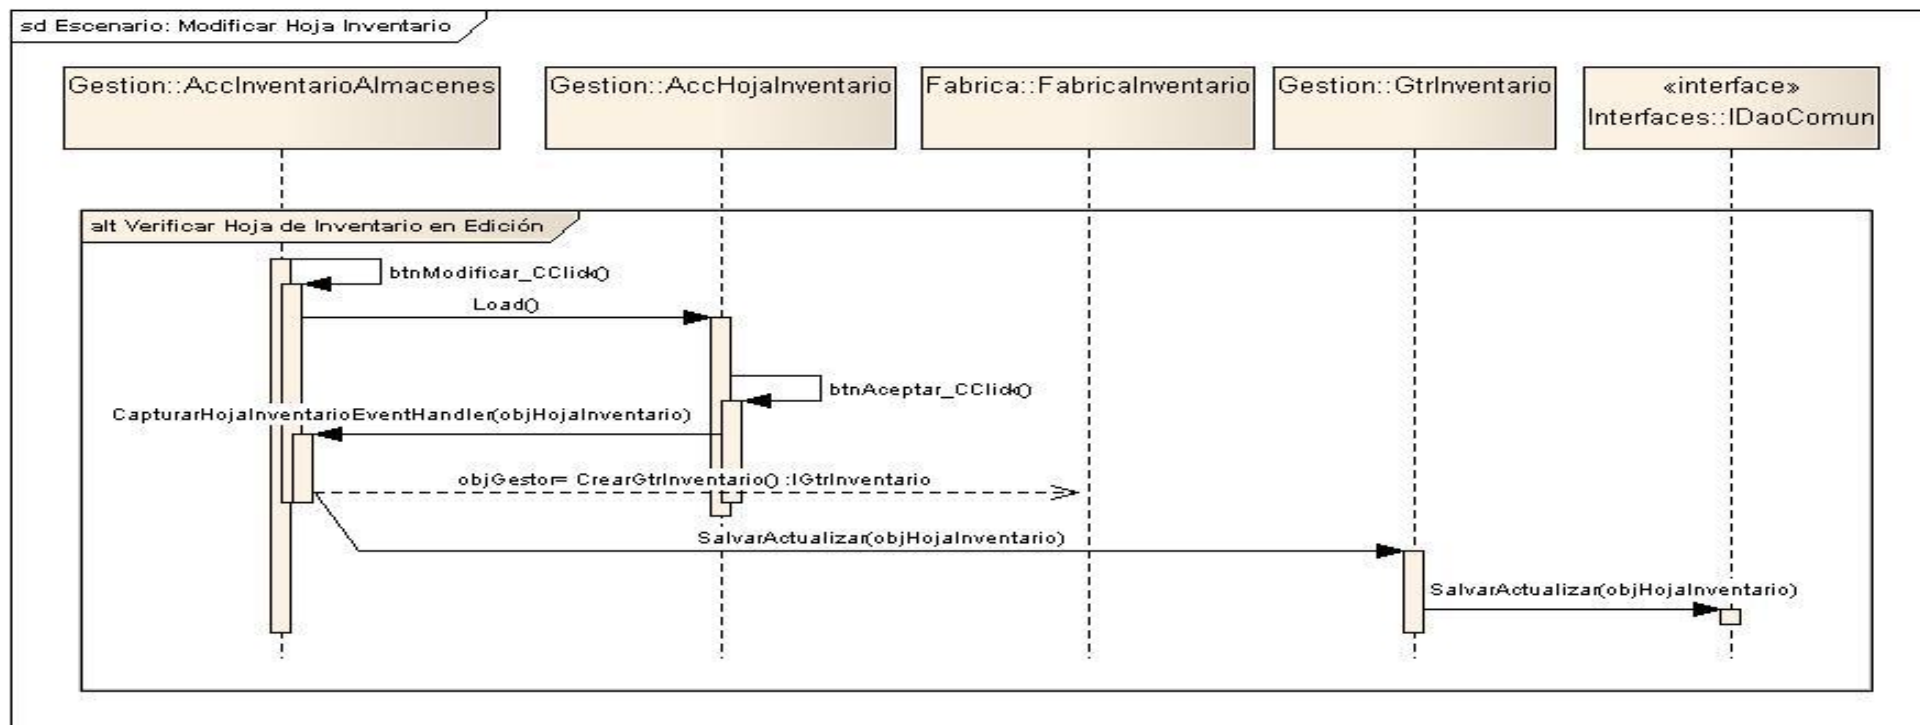 sd Escenario: Modificar Hoja Inventario
Gestion::AccInventarioAlmacenes
Gestion::AccHojaInventario
Fabrica::FabricaInventario
Gestion::GtrInventario
«interface»
Interfaces::IDaoComun
alt Verificar Hoja de Inventario en Edición
btnModificar_CClick()
Load()
btnAceptar_CClick()
CapturarHojaInventarioEventHandler(objHojaInventario)
objGestor= CrearGtrInventario() :IGtrInventario
SalvarActualizar(objHojaInventario)
SalvarActualizar(objHojaInventario)